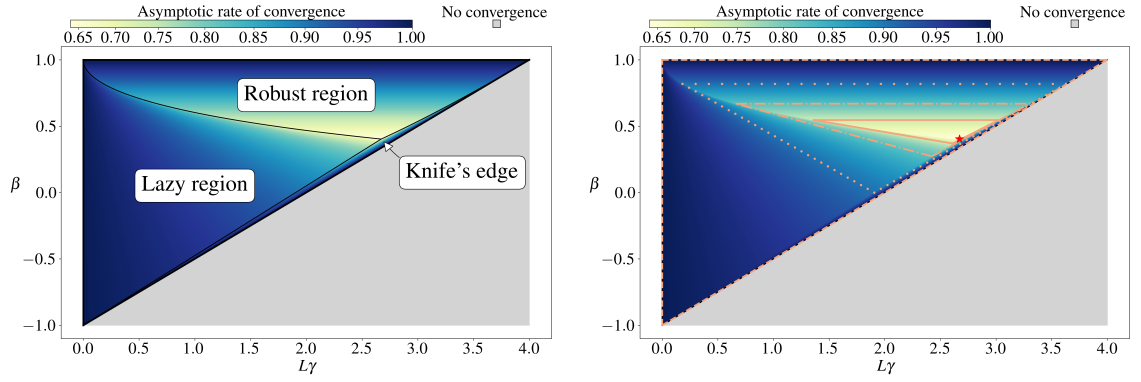 Asymptotic rate of convergence
No convergence
0.65 0.70 0.75 0.80 0.85 0.90 0.95 1.00
1.0
0.5
0.0
−0.5
−1.0
β
Robust region
Lazy region
Knife's edge
0.0 0.5 1.0 1.5 2.0 2.5 3.0 3.5 4.0
Lγ
Asymptotic rate of convergence
No convergence
0.65 0.70 0.75 0.80 0.85 0.90 0.95 1.00
1.0
0.5
0.0
−0.5
−1.0
β
0.0 0.5 1.0 1.5 2.0 2.5 3.0 3.5 4.0
Lγ